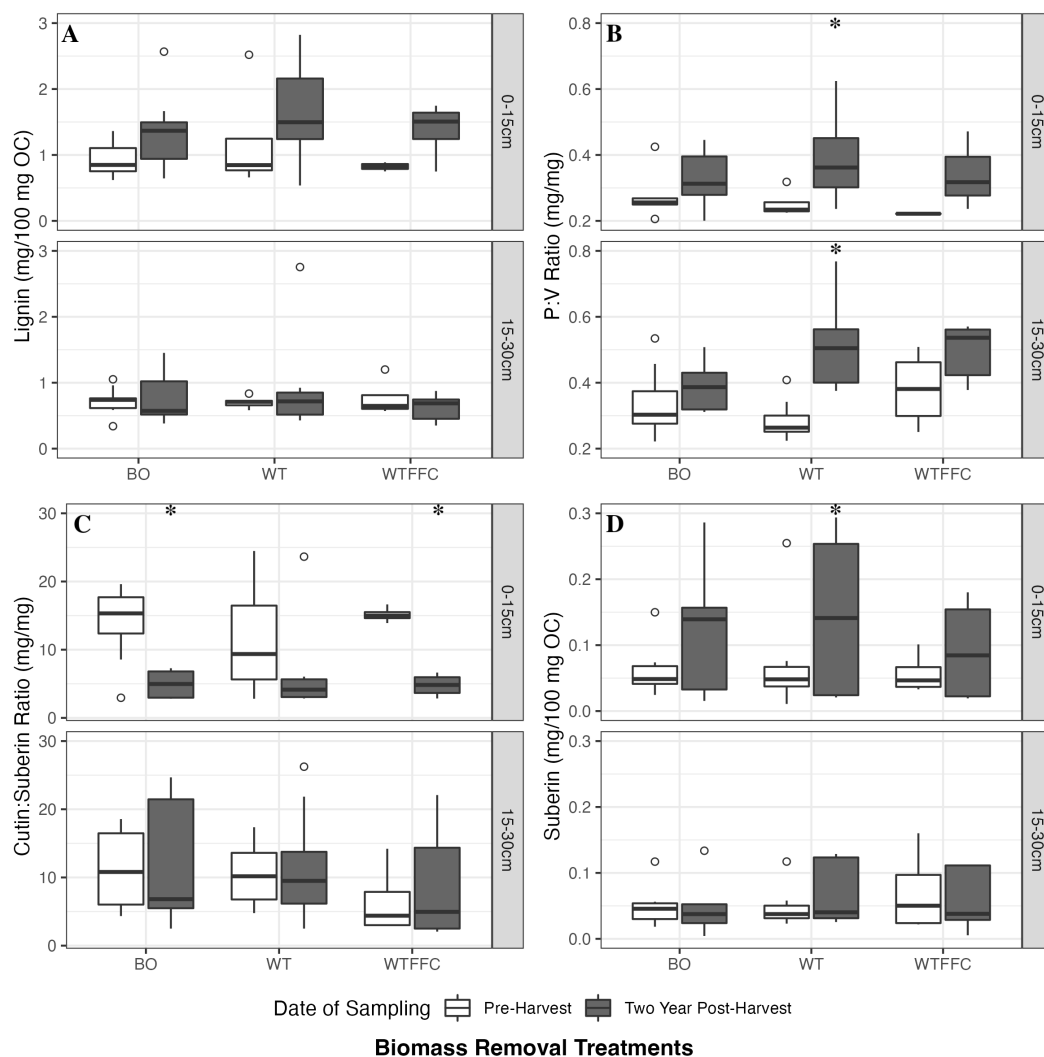 A
3
2
1
0
0-15cm
3
2
1
0
15-30cm
Lignin (mg/100 mg OC)
BO WT WTFFC
B
*
0.8
0.6
0.4
0.2
0-15cm
*
0.8
0.6
0.4
0.2
15-30cm
P:V Ratio (mg/mg)
BO WT WTFFC
C
* *
30
20
10
0
0-15cm
30
20
10
0
15-30cm
Cutin:Suberin Ratio (mg/mg)
BO WT WTFFC
D
*
0.3
0.2
0.1
0.0
0-15cm
0.3
0.2
0.1
0.0
15-30cm
Suberin (mg/100 mg OC)
BO WT WTFFC
Date of Sampling Pre-Harvest Two Year Post-Harvest
Biomass Removal Treatments